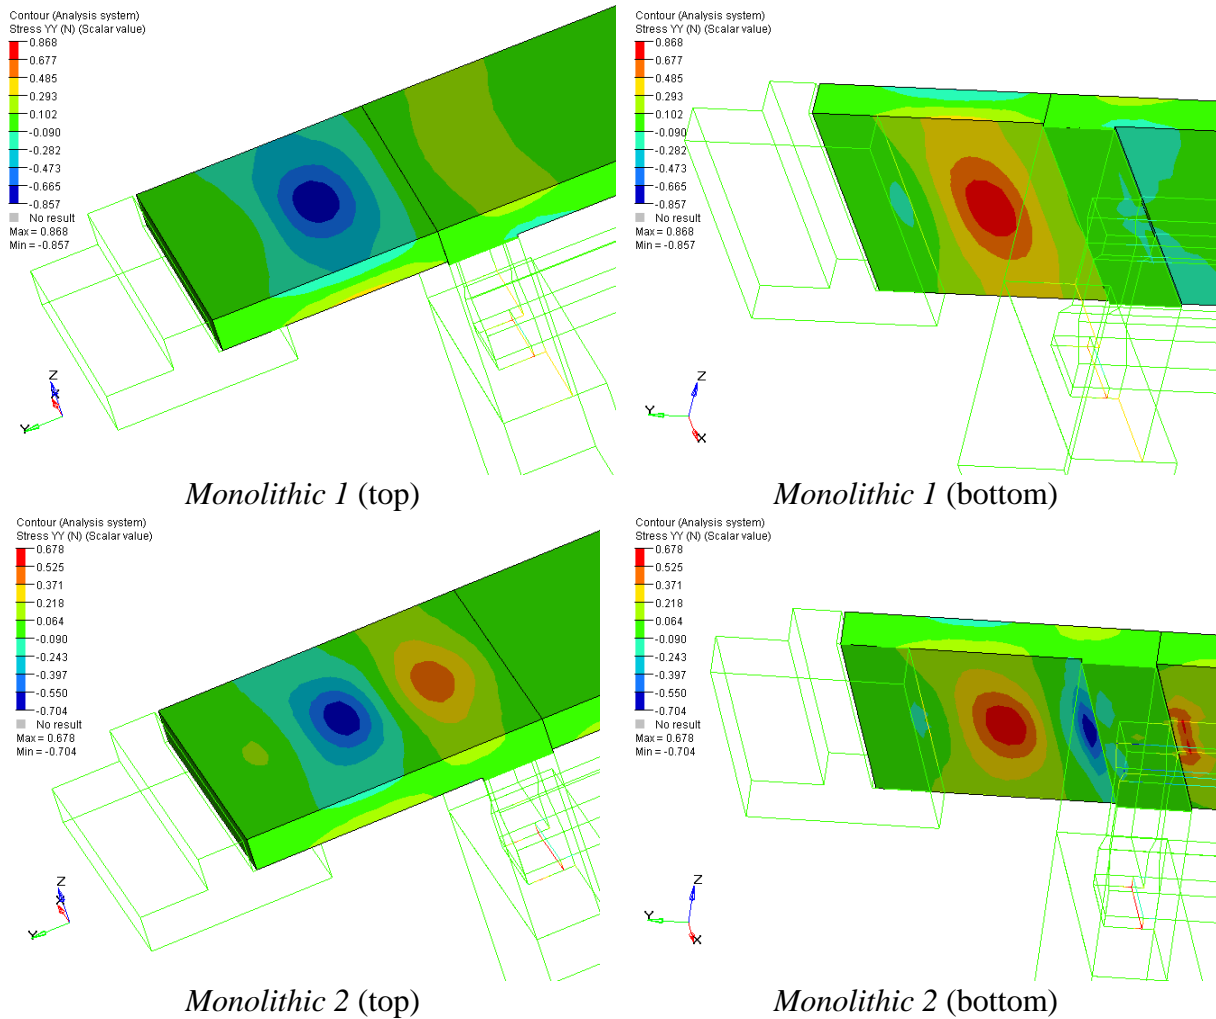 Contour (Analysis system)
Stress YY (N) (Scalar value)
0.868
0.677
0.485
0.293
0.102
-0.090
-0.282
-0.473
-0.665
-0.857
No result
Max = 0.868
Min = -0.857
Z
X
Y
Monolithic 1 (top)
Contour (Analysis system)
Stress YY (N) (Scalar value)
0.868
0.677
0.485
0.293
0.102
-0.090
-0.282
-0.473
-0.665
-0.857
No result
Max = 0.868
Min = -0.857
Z
Y
X
Monolithic 1 (bottom)
Contour (Analysis system)
Stress YY (N) (Scalar value)
0.678
0.525
0.371
0.218
0.064
-0.090
-0.243
-0.397
-0.550
-0.704
No result
Max = 0.678
Min = -0.704
Z
X
Y
Monolithic 2 (top)
Contour (Analysis system)
Stress YY (N) (Scalar value)
0.678
0.525
0.371
0.218
0.064
-0.090
-0.243
-0.397
-0.550
-0.704
No result
Max = 0.678
Min = -0.704
Z
Y
X
Monolithic 2 (bottom)